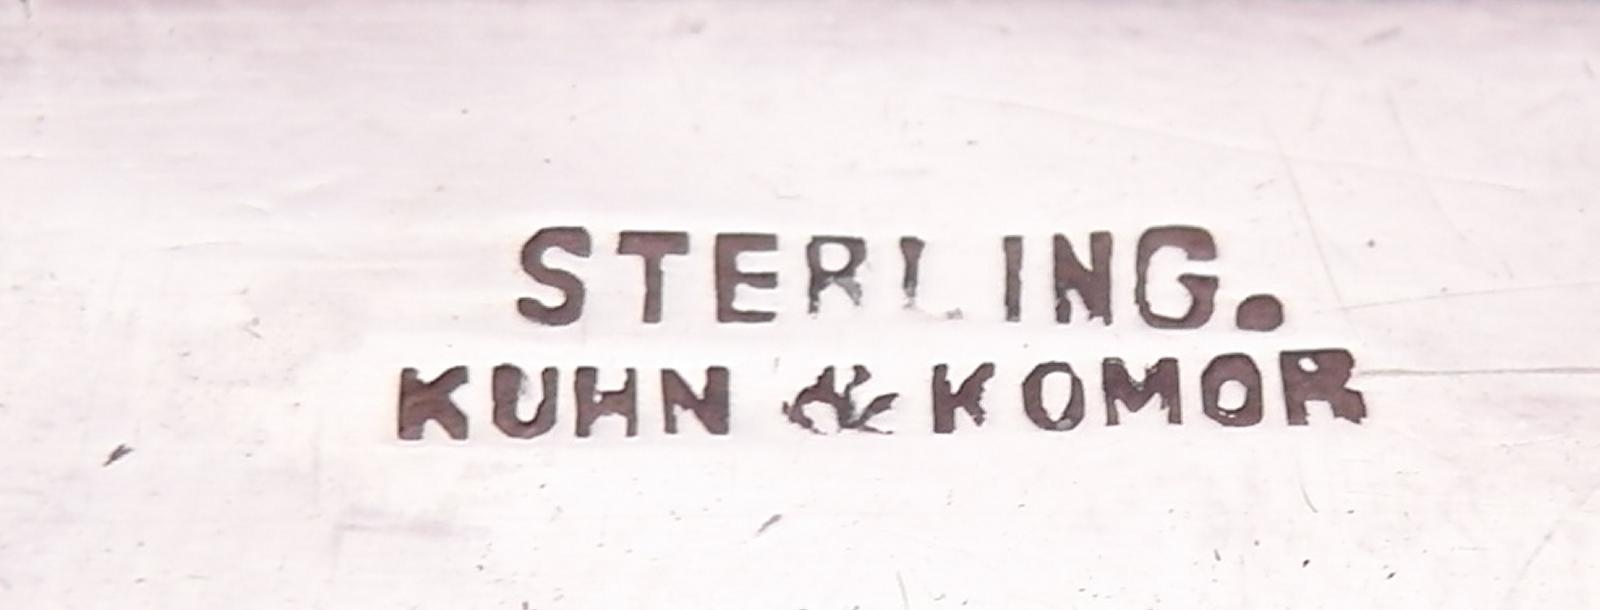 STERLING.
KUHN & KOMOR